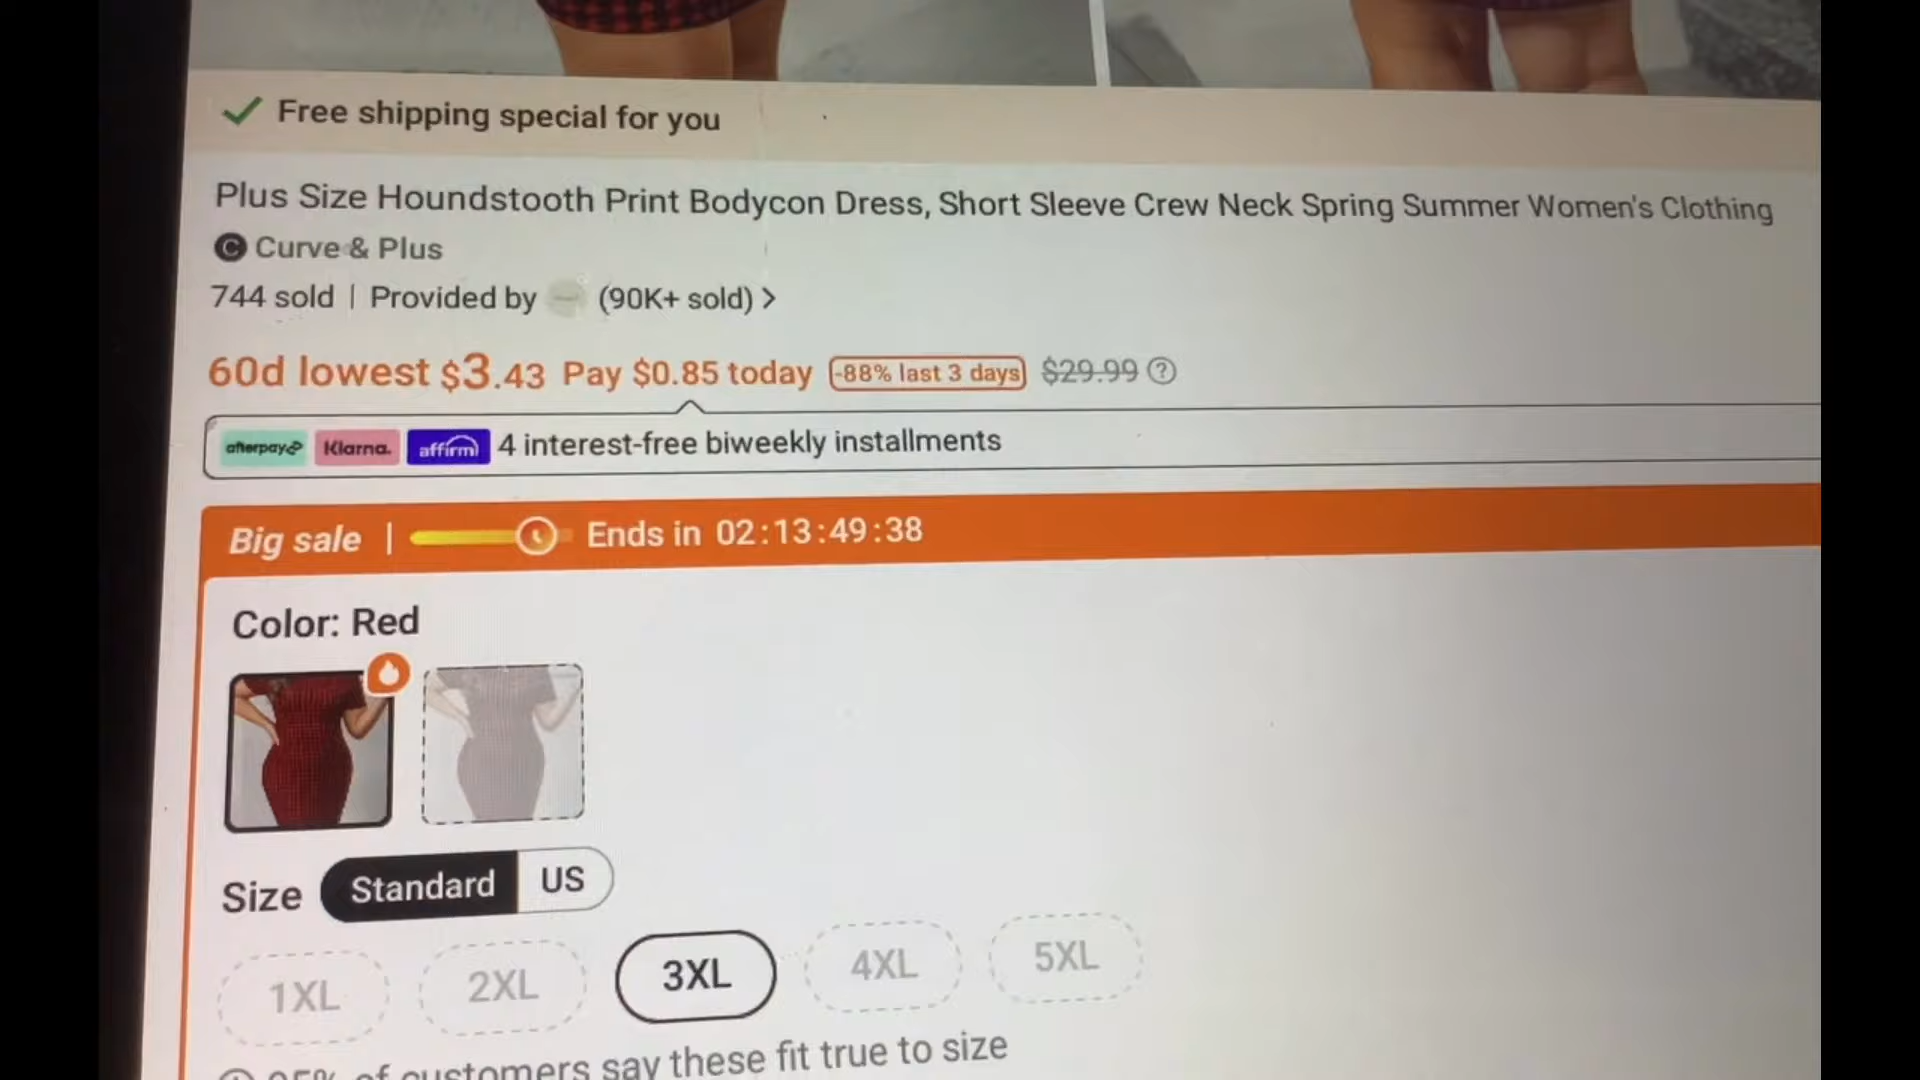 Free shipping special for you
Plus Size Houndstooth Print Bodycon Dress, Short Sleeve Crew Neck Spring Summer Women's Clothing
C Curve & Plus
744 sold | Provided by (90K+ sold) >
60d lowest $3.43 Pay $0.85 today -88% last 3 days $29.99 ?
afterpay Klarna. affirm 4 interest-free biweekly installments
Big sale | Ends in 02:13:49:38
Color: Red
Size Standard US
1XL 2XL 3XL 4XL 5XL
of customers say these fit true to size